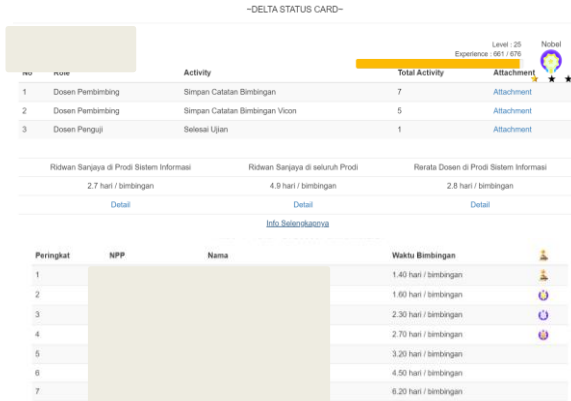 ~DELTA STATUS CARD~
Level : 25
Experience : 661 / 676
Nobel
No Role Activity Total Activity Attachment
1 Dosen Pembimbing Simpan Catatan Bimbingan 7 Attachment
2 Dosen Pembimbing Simpan Catatan Bimbingan Vicon 5 Attachment
3 Dosen Penguji Selesai Ujian 1 Attachment
Ridwan Sanjaya di Prodi Sistem Informasi Ridwan Sanjaya di seluruh Prodi Rerata Dosen di Prodi Sistem Informasi
2.7 hari / bimbingan 4.9 hari / bimbingan 2.8 hari / bimbingan
Detail Detail Detail
Info Selengkapnya
Peringkat NPP Nama Waktu Bimbingan
1 1.40 hari / bimbingan
2 1.60 hari / bimbingan
3 2.30 hari / bimbingan
4 2.70 hari / bimbingan
5 3.20 hari / bimbingan
6 4.50 hari / bimbingan
7 6.20 hari / bimbingan